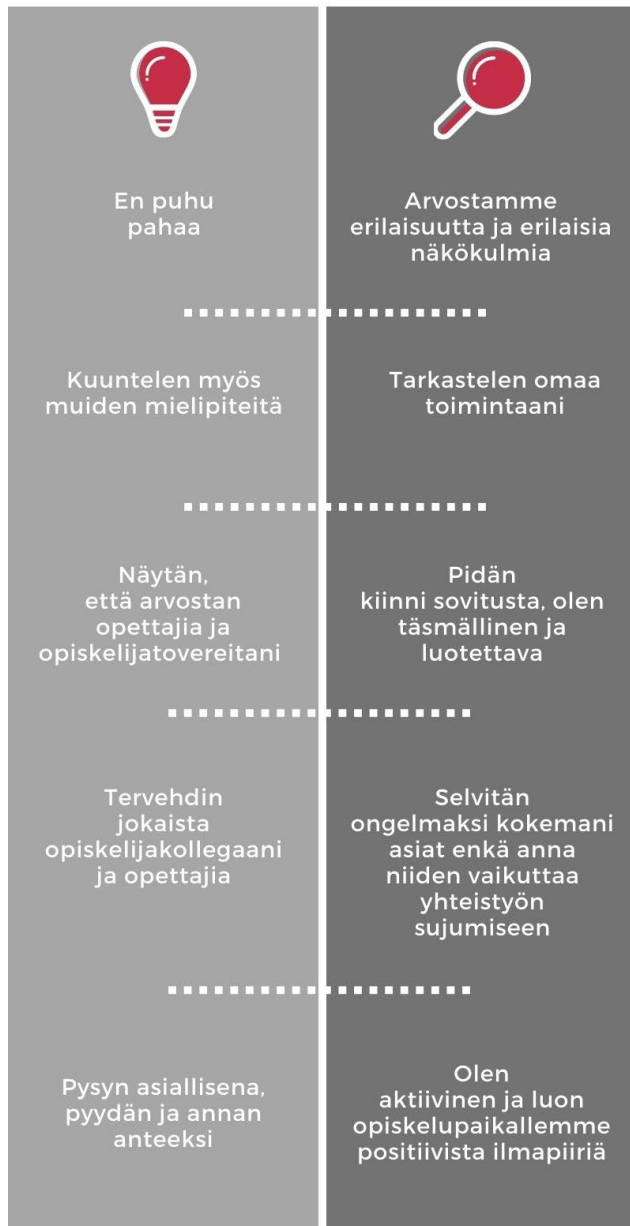 En puhu
pahaa
Arvostamme
erilaisuutta ja erilaisia
näkökulmia
Kuuntelen myös
muiden mielipiteitä
Tarkastelen omaa
toimintaani
Näytän,
että arvostan
opettajia ja
opiskelijatovereitani
Pidän
kiinni sovitusta, olen
täsmällinen ja
luotettava
Tervehdin
jokaista
opiskelijakollegaani
ja opettajia
Selvitän
ongelmaksi kokemani
asiat enkä anna
niiden vaikuttaa
yhteistyön
sujumiseen
Pysyn asiallisena,
pyydän ja annan
anteeksi
Olen
aktiivinen ja luon
opiskelupaikallemme
positiivista ilmapiiriä